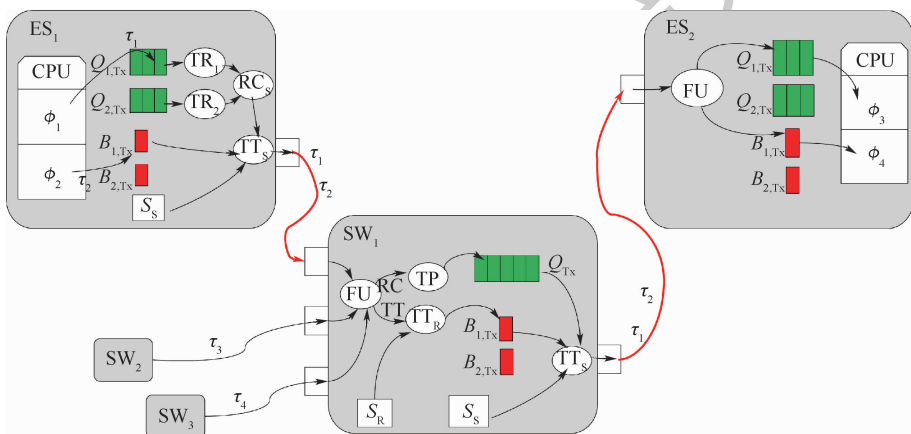 ES1
CPU
ϕ1
ϕ2
τ1
Q1,Tx
TR1
Q2,Tx
TR2
RCS
B1,Tx
τ2
B2,Tx
TTS
SS
τ1
τ2
SW1
FU
RC
TP
QTx
TT
TTR
B1,Tx
B2,Tx
TTS
SR
SS
SW2
τ3
SW3
τ4
τ2
τ1
ES2
FU
Q1,Tx
Q2,Tx
B1,Tx
B2,Tx
CPU
ϕ3
ϕ4